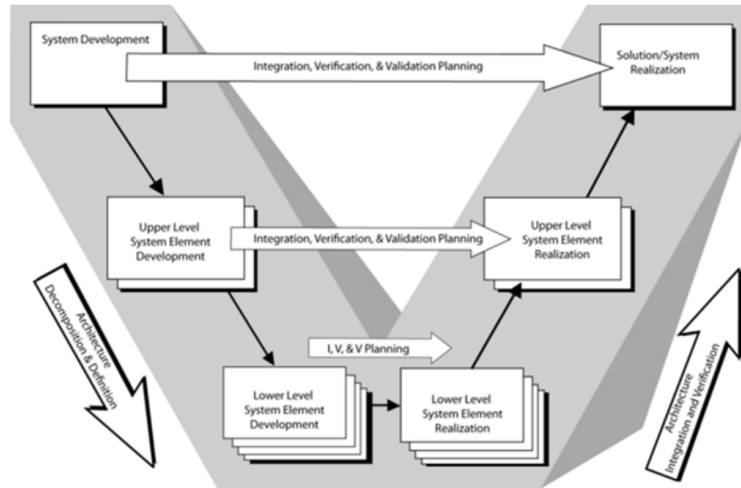 System Development
Integration, Verification, & Validation Planning
Solution/System
Realization
Upper Level
System Element
Development
Integration, Verification, & Validation Planning
Upper Level
System Element
Realization
Architecture
Decomposition & Definition
I, V, & V Planning
Lower Level
System Element
Development
Lower Level
System Element
Realization
Architecture
Integration and Verification